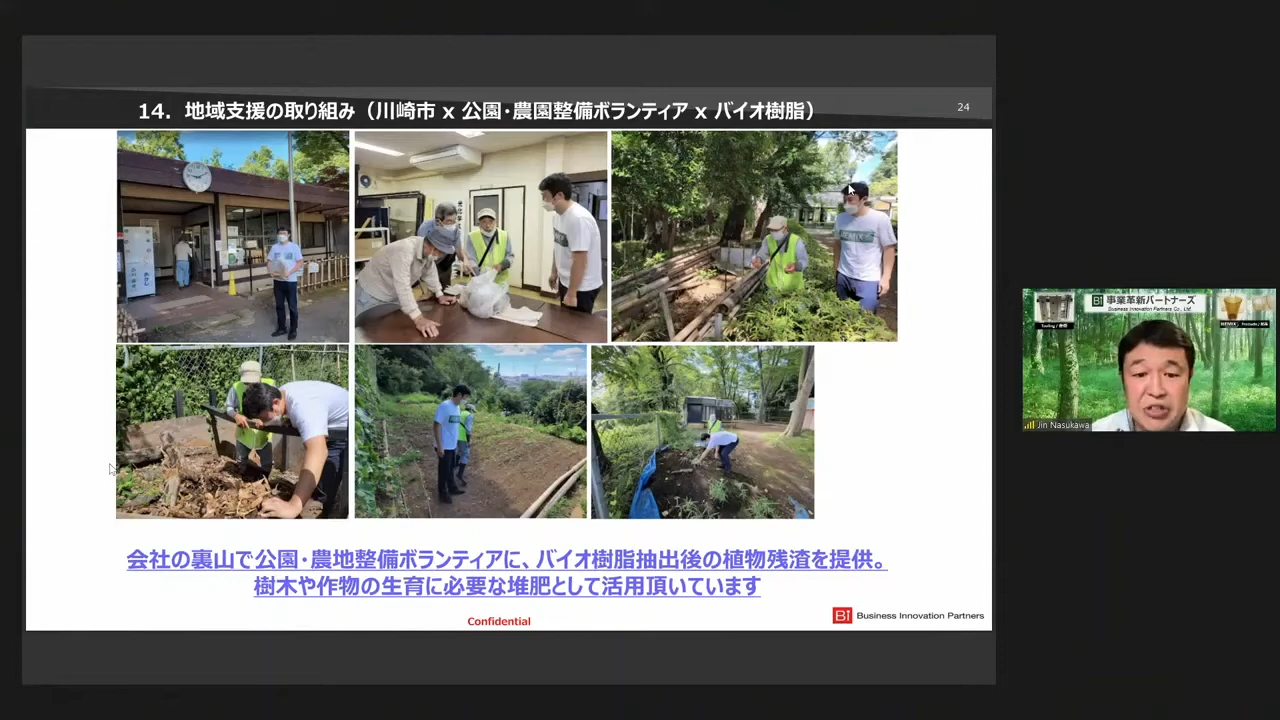 14. 地域支援の取り組み（川崎市 x 公園・農園整備ボランティア x バイオ樹脂）
24
会社の裏山で公園・農地整備ボランティアに、バイオ樹脂抽出後の植物残渣を提供。
樹木や作物の生育に必要な堆肥として活用頂いています
Confidential
Bi Business Innovation Partners
Bi 事業革新パートナーズ
Business Innovation Partners Co., Ltd.
Jin Nasukawa